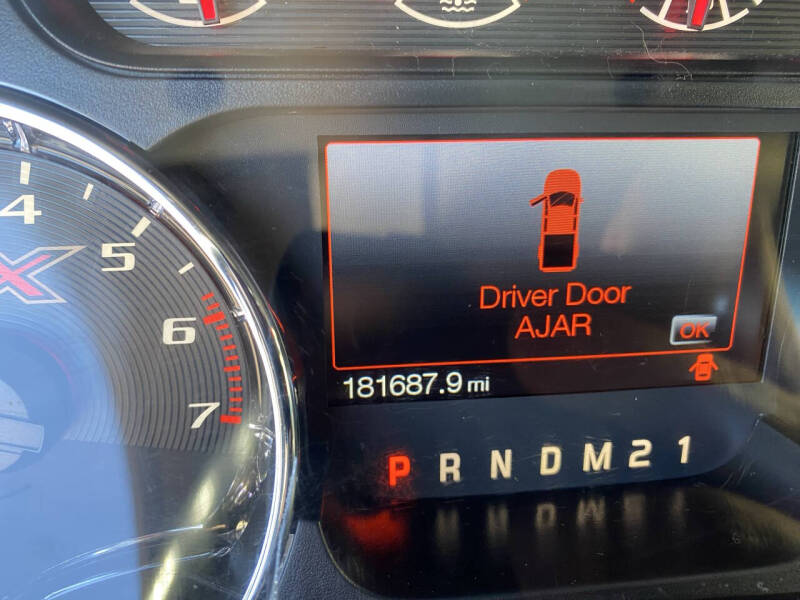 4
5
6
7
X
Driver Door
AJAR
OK
181687.9 mi
P R N D M 2 1